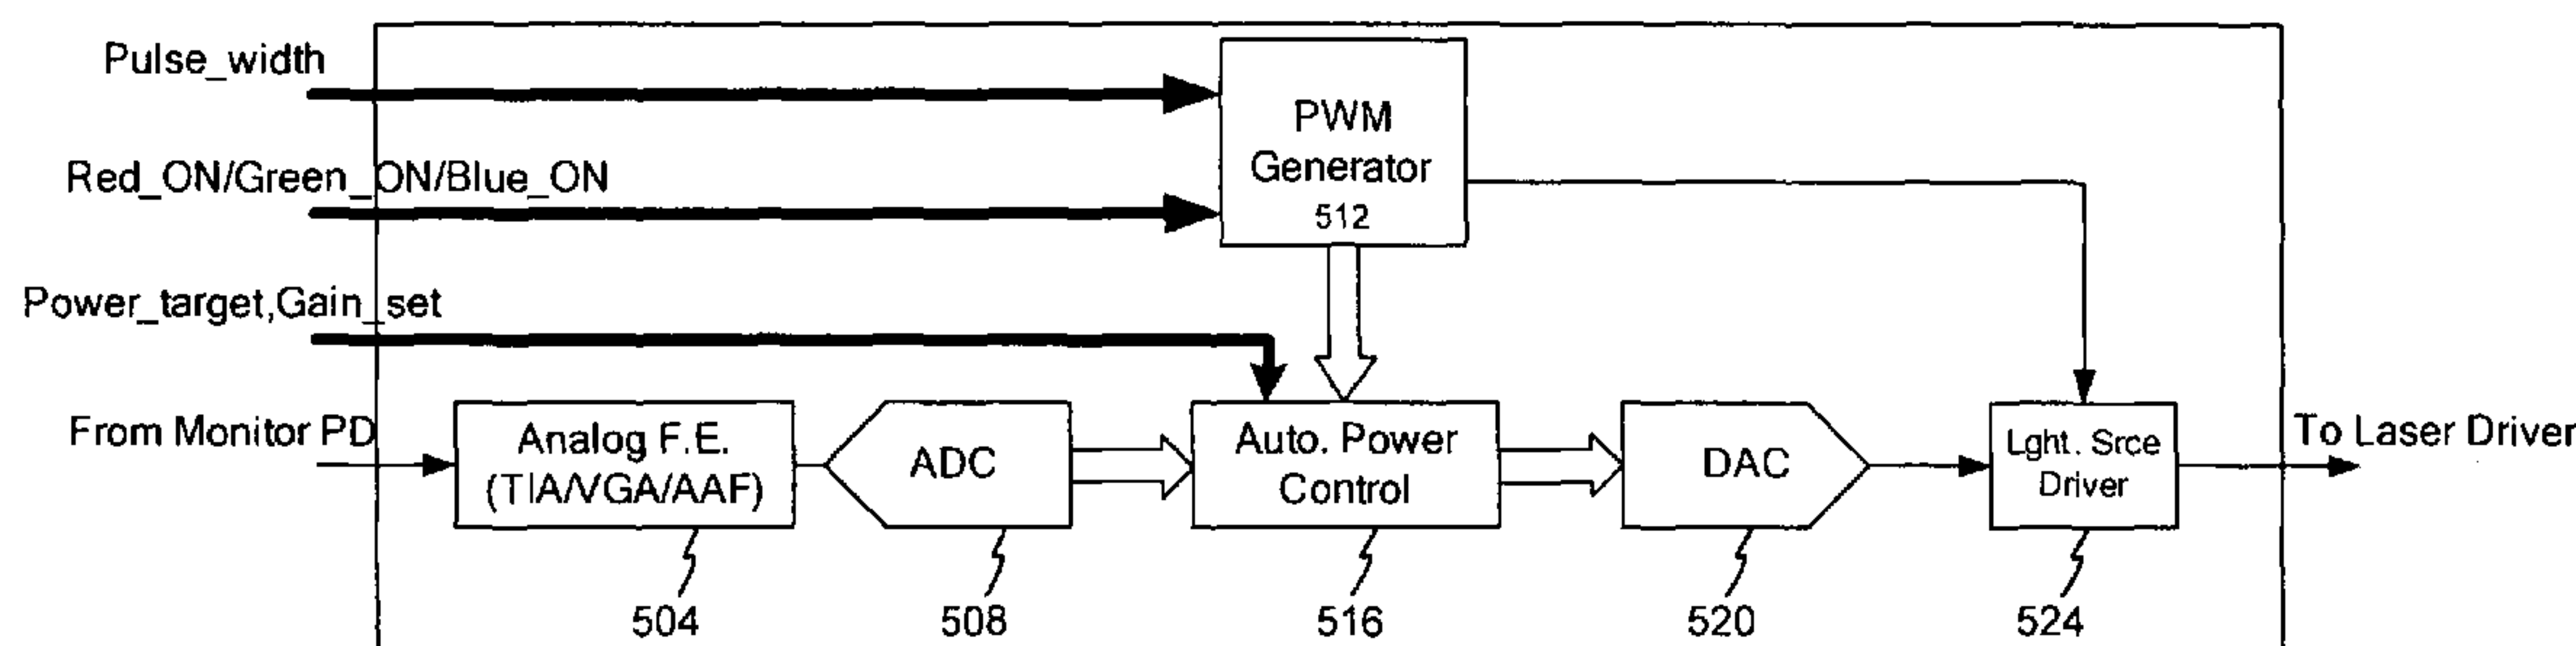 Pulse_width
PWM
Generator
512
Red_ON/Green_ON/Blue_ON
Power_target,Gain_set
From Monitor PD
Analog F.E.
(TIA/VGA/AAF)
ADC
Auto. Power
Control
DAC
Lght. Srce
Driver
To Laser Driver
504
508
516
520
524